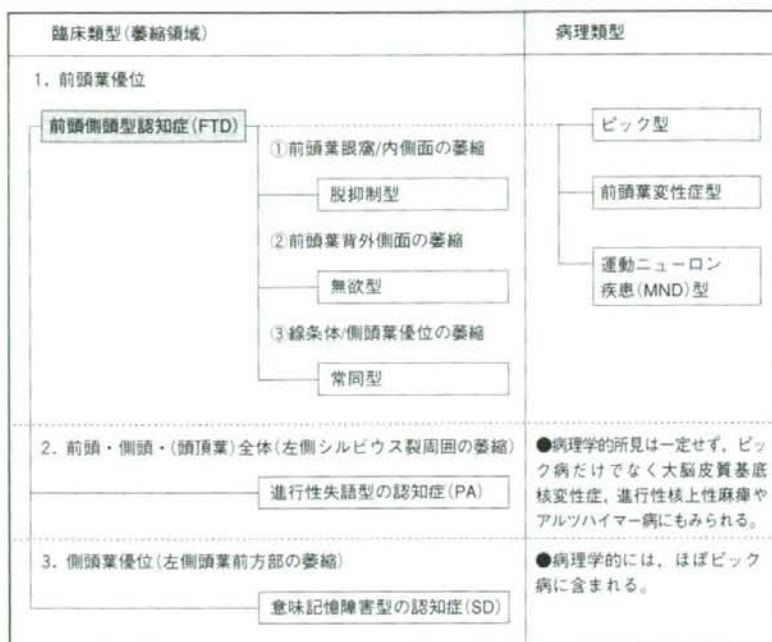 臨床類型(萎縮領域)
病理類型
1. 前頭葉優位
前頭側頭型認知症(FTD)
①前頭葉眼窩/内側面の萎縮
脱抑制型
②前頭葉背外側面の萎縮
無欲型
③線条体/側頭葉優位の萎縮
常同型
ピック型
前頭葉変性症型
運動ニューロン
疾患(MND)型
2. 前頭・側頭・(頭頂葉)全体(左側シルビウス裂周囲の萎縮)
進行性失語型の認知症(PA)
●病理学的所見は一定せず，ピッ
ク病だけでなく大脳皮質基底
核変性症，進行性核上性麻痺や
アルツハイマー病にもみられる。
3. 側頭葉優位(左側頭葉前方部の萎縮)
意味記憶障害型の認知症(SD)
●病理学的には，ほぼピック
病に含まれる。